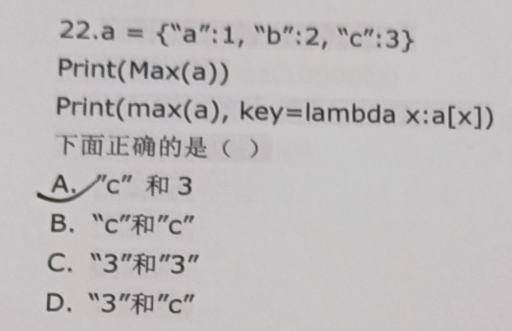 22.a = {“a”:1, “b”:2, “c”:3}
Print(Max(a))
Print(max(a), key=lambda x:a[x])
下面正确的是（ ）
A. ”c” 和 3
B. “c”和”c”
C. “3”和”3”
D. “3”和”c”